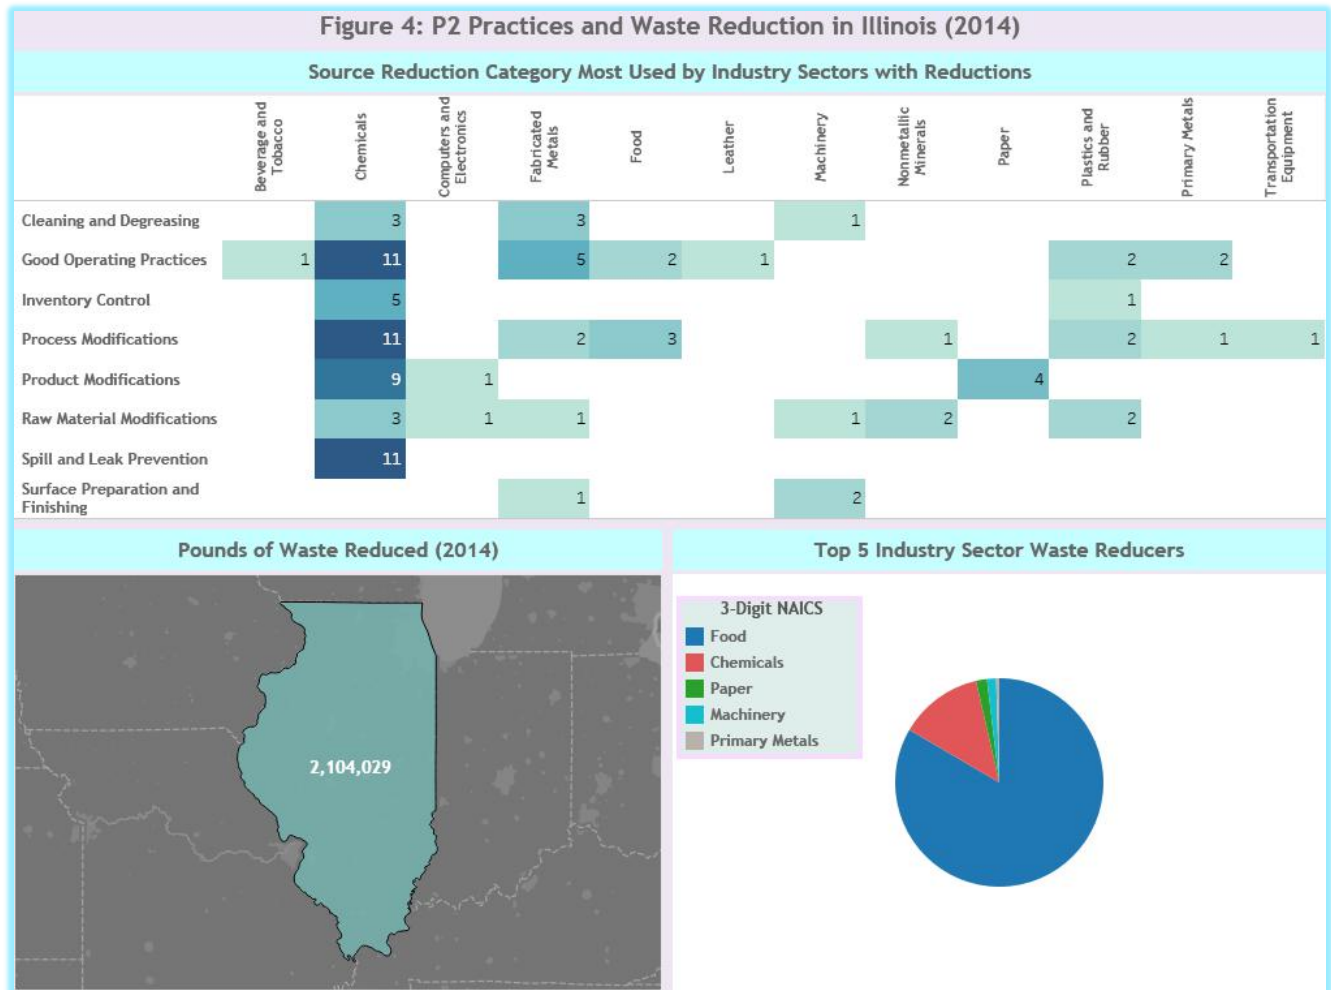 Figure 4: P2 Practices and Waste Reduction in Illinois (2014)
Source Reduction Category Most Used by Industry Sectors with Reductions
Beverage and
Tobacco
Chemicals
Computers and
Electronics
Fabricated
Metals
Food
Leather
Machinery
Nonmetallic
Minerals
Paper
Plastics and
Rubber
Primary Metals
Transportation
Equipment
Cleaning and Degreasing 3 3 1
Good Operating Practices 1 11 5 2 1 2 2
Inventory Control 5 1
Process Modifications 11 2 3 1 2 1 1
Product Modifications 9 1 4
Raw Material Modifications 3 1 1 1 2 2
Spill and Leak Prevention 11
Surface Preparation and
Finishing 1 2
Pounds of Waste Reduced (2014)
2,104,029
Top 5 Industry Sector Waste Reducers
3-Digit NAICS
Food
Chemicals
Paper
Machinery
Primary Metals